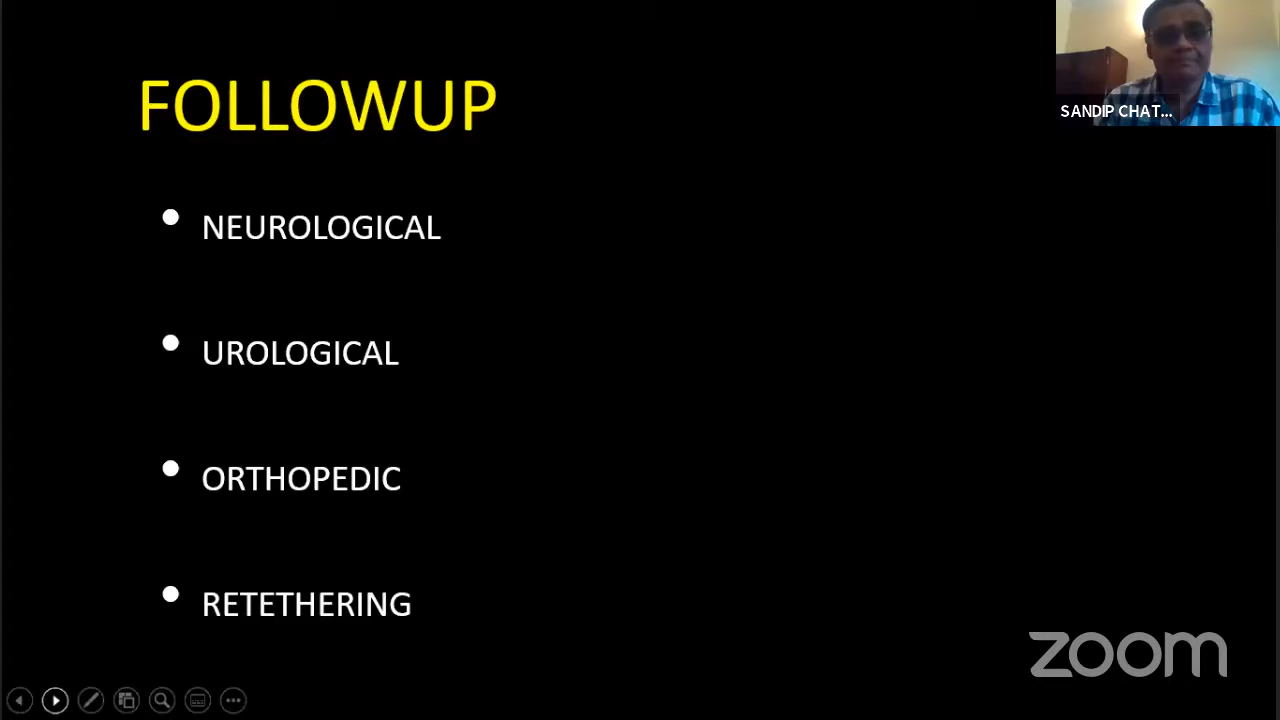 FOLLOWUP
SANDIP CHAT...
• NEUROLOGICAL
• UROLOGICAL
• ORTHOPEDIC
• RETETHERING
zoom